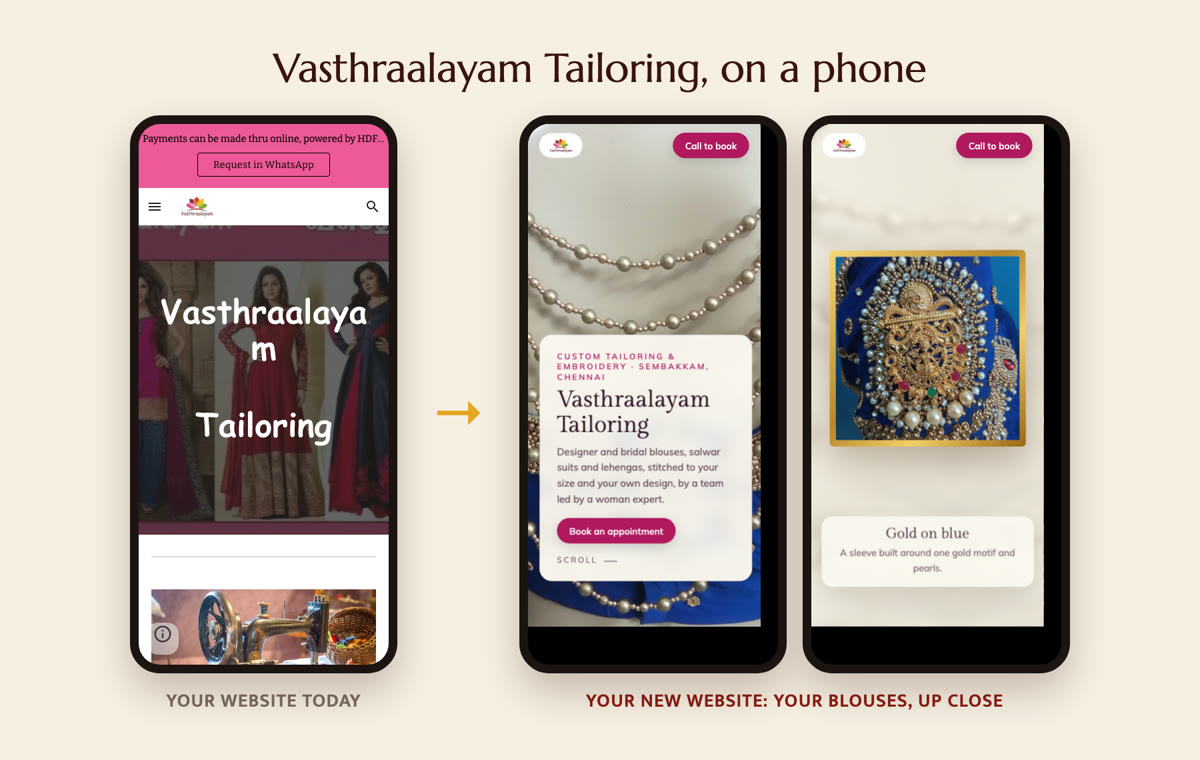 Vasthraalayam Tailoring, on a phone
Payments can be made thru online, powered by HDF...
Request in WhatsApp
Vasthraalayam
Vasthraalaya
m
Tailoring
YOUR WEBSITE TODAY
Vasthraalayam
Call to book
CUSTOM TAILORING &
EMBROIDERY · SEMBAKKAM,
CHENNAI
Vasthraalayam
Tailoring
Designer and bridal blouses, salwar
suits and lehengas, stitched to your
size and your own design, by a team
led by a woman expert.
Book an appointment
SCROLL
Vasthraalayam
Call to book
Gold on blue
A sleeve built around one gold motif and
pearls.
YOUR NEW WEBSITE: YOUR BLOUSES, UP CLOSE